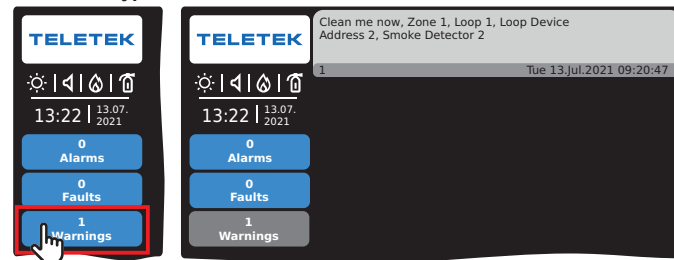 TELETEK
13:22
13.07.
2021
0
Alarms
0
Faults
1
Warnings
TELETEK
13:22
13.07.
2021
0
Alarms
0
Faults
1
Warnings
Clean me now, Zone 1, Loop 1, Loop Device
Address 2, Smoke Detector 2
1 Tue 13.Jul.2021 09:20:47